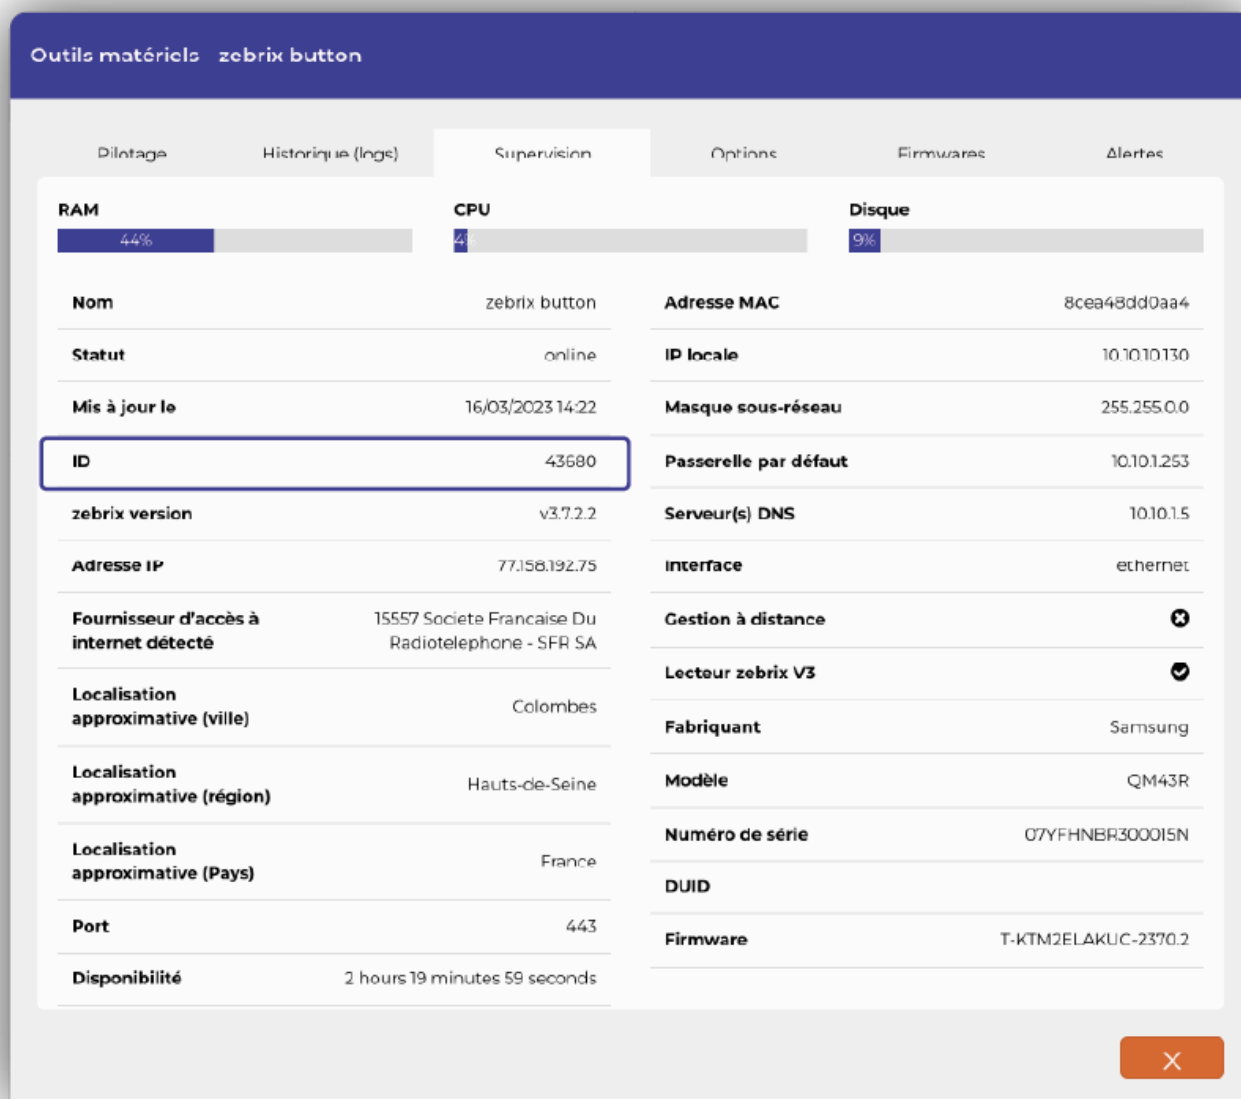 Outils matériels zebrix button
Pilotage Historique (logs) Supervision Options Firmwares Alertes
RAM CPU Disque
44% 4% 9%
Nom zebrix button
Statut online
Mis à jour le 16/03/2023 14:22
ID 43680
zebrix version v3.7.2.2
Adresse IP 77.158.192.75
Fournisseur d'accès à
internet détecté
15557 Societe Francaise Du
Radiotelephone - SFR SA
Localisation
approximative (ville)
Colombes
Localisation
approximative (région)
Hauts-de-Seine
Localisation
approximative (Pays)
France
Port 443
Disponibilité 2 hours 19 minutes 59 seconds
Adresse MAC 8cea48dd0aa4
IP locale 10.10.10.130
Masque sous-réseau 255.255.0.0
Passerelle par défaut 10.10.1.253
Serveur(s) DNS 10.10.1.5
Interface ethernet
Gestion à distance
Lecteur zebrix V3
Fabriquant Samsung
Modèle QM43R
Numéro de série 07YFHNBR300015N
DUID
Firmware T-KTM2ELAKUC-2370.2
X